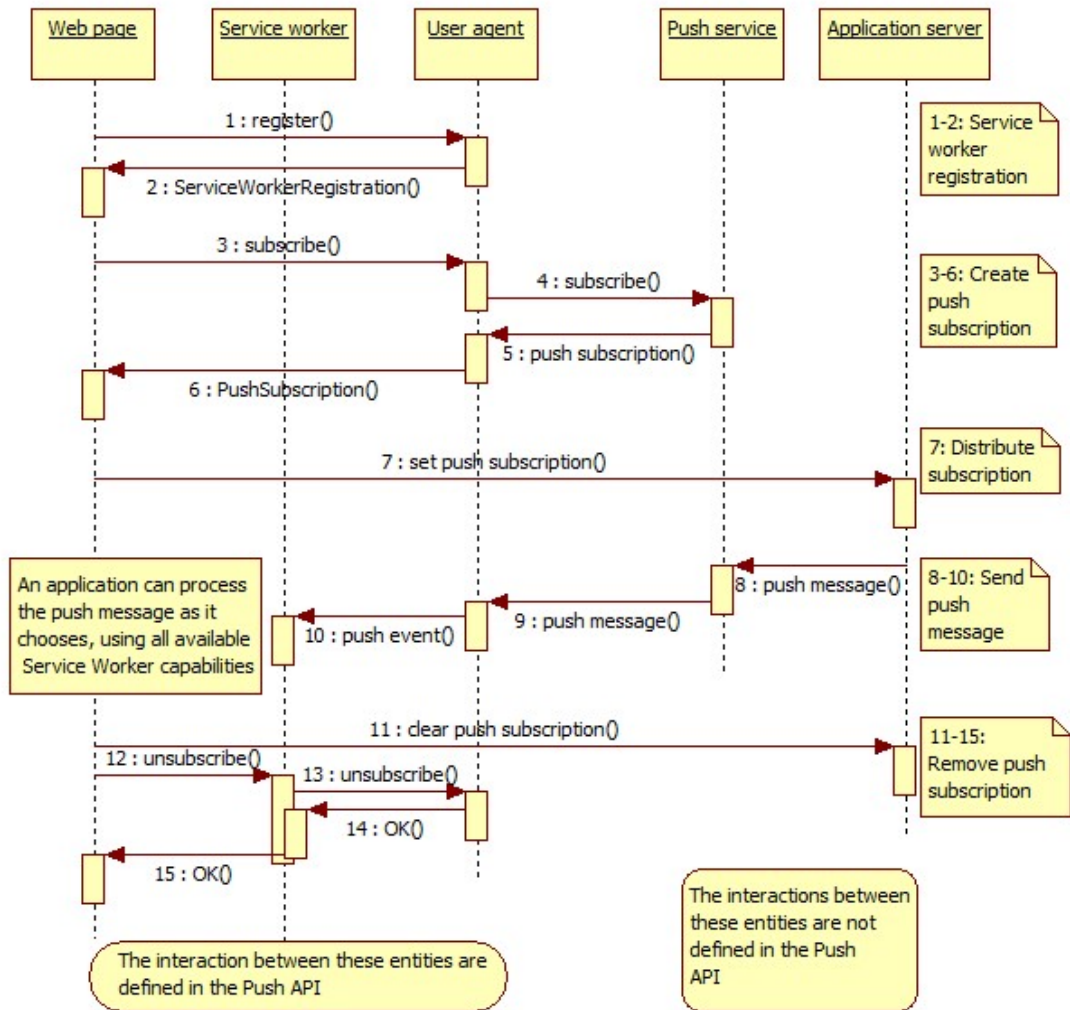 Web page
Service worker
User agent
Push service
Application server
1 : register()
1-2: Service
worker
registration
2 : ServiceWorkerRegistration()
3 : subscribe()
3-6: Create
push
subscription
4 : subscribe()
5 : push subscription()
6 : PushSubscription()
7: Distribute
subscription
7 : set push subscription()
An application can process
the push message as it
chooses, using all available
Service Worker capabilities
8 : push message()
8-10: Send
push
message
9 : push message()
10 : push event()
11 : clear push subscription()
11-15:
Remove push
subscription
12 : unsubscribe()
13 : unsubscribe()
14 : OK()
15 : OK()
The interactions between
these entities are not
defined in the Push
API
The interaction between these entities are
defined in the Push API